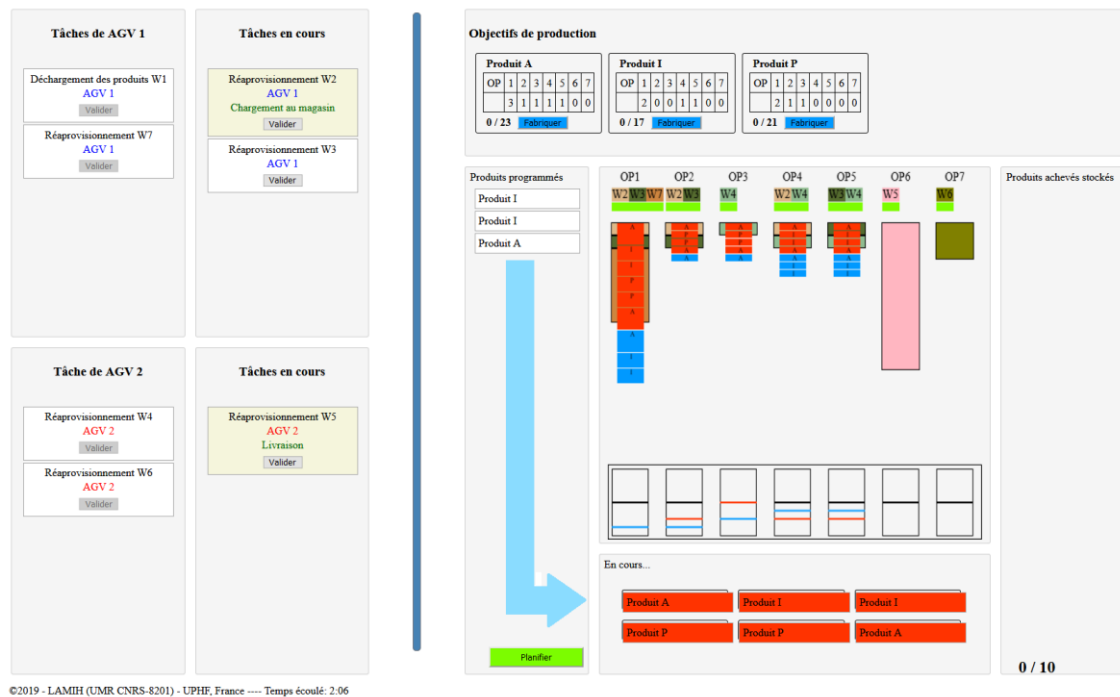 Tâches de AGV 1
Déchargement des produits W1
AGV 1
Valider
Réaprovisionnement W7
AGV 1
Valider
Tâches en cours
Réaprovisionnement W2
AGV 1
Chargement au magasin
Valider
Réaprovisionnement W3
AGV 1
Valider
Tâche de AGV 2
Réaprovisionnement W4
AGV 2
Valider
Réaprovisionnement W6
AGV 2
Valider
Tâches en cours
Réaprovisionnement W5
AGV 2
Livraison
Valider
Objectifs de production
Produit A
OP 1 2 3 4 5 6 7
3 1 1 1 1 0 0
0 / 23 Fabriquer
Produit I
OP 1 2 3 4 5 6 7
2 0 0 1 1 0 0
0 / 17 Fabriquer
Produit P
OP 1 2 3 4 5 6 7
2 1 1 0 0 0 0
0 / 21 Fabriquer
Produits programmés
Produit I
Produit I
Produit A
Planifier
OP1 OP2 OP3 OP4 OP5 OP6 OP7
W2 W3 W7 W2 W3 W4 W2 W4 W3 W4 W5 W6
En cours...
Produit A Produit I Produit I
Produit P Produit P Produit A
Produits achevés stockés
0 / 10
©2019 - LAMIH (UMR CNRS-8201) - UPHF, France ---- Temps écoulé: 2:06